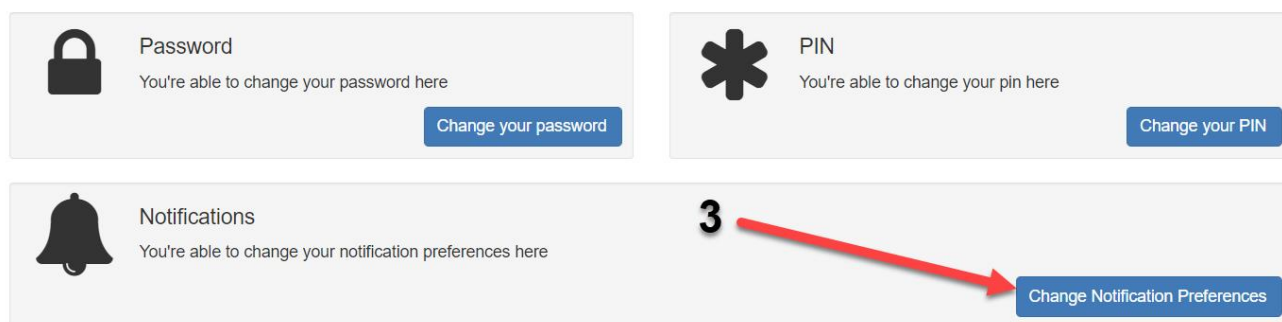 Password
You're able to change your password here
Change your password
PIN
You're able to change your pin here
Change your PIN
Notifications
You're able to change your notification preferences here
3
Change Notification Preferences